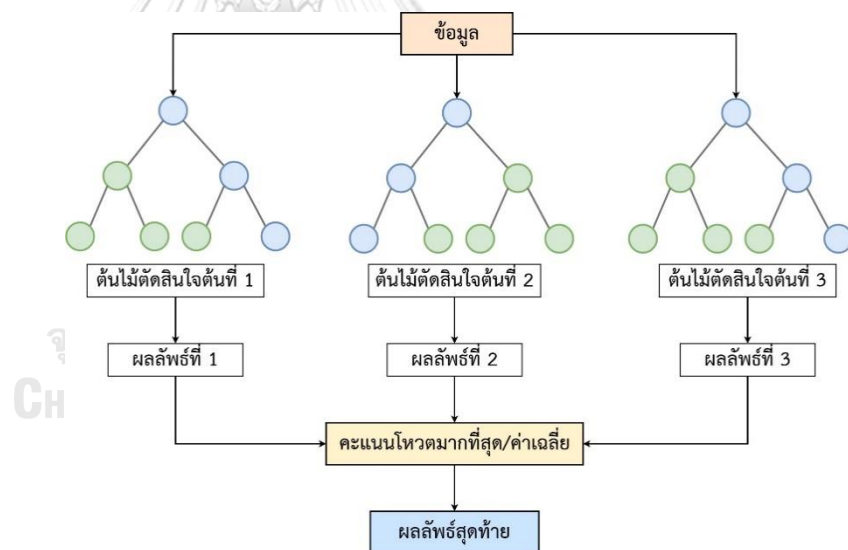 ข้อมูล
ต้นไม้ตัดสินใจต้นที่ 1
ต้นไม้ตัดสินใจต้นที่ 2
ต้นไม้ตัดสินใจต้นที่ 3
ผลลัพธ์ที่ 1
ผลลัพธ์ที่ 2
ผลลัพธ์ที่ 3
จุ
CH
คะแนนโหวตมากที่สุด/ค่าเฉลี่ย
ผลลัพธ์สุดท้าย